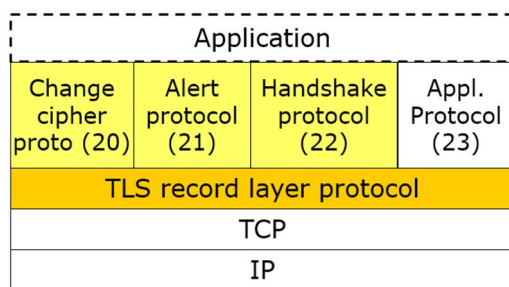 Application
Change
cipher
proto (20)
Alert
protocol
(21)
Handshake
protocol
(22)
Appl.
Protocol
(23)
TLS record layer protocol
TCP
IP